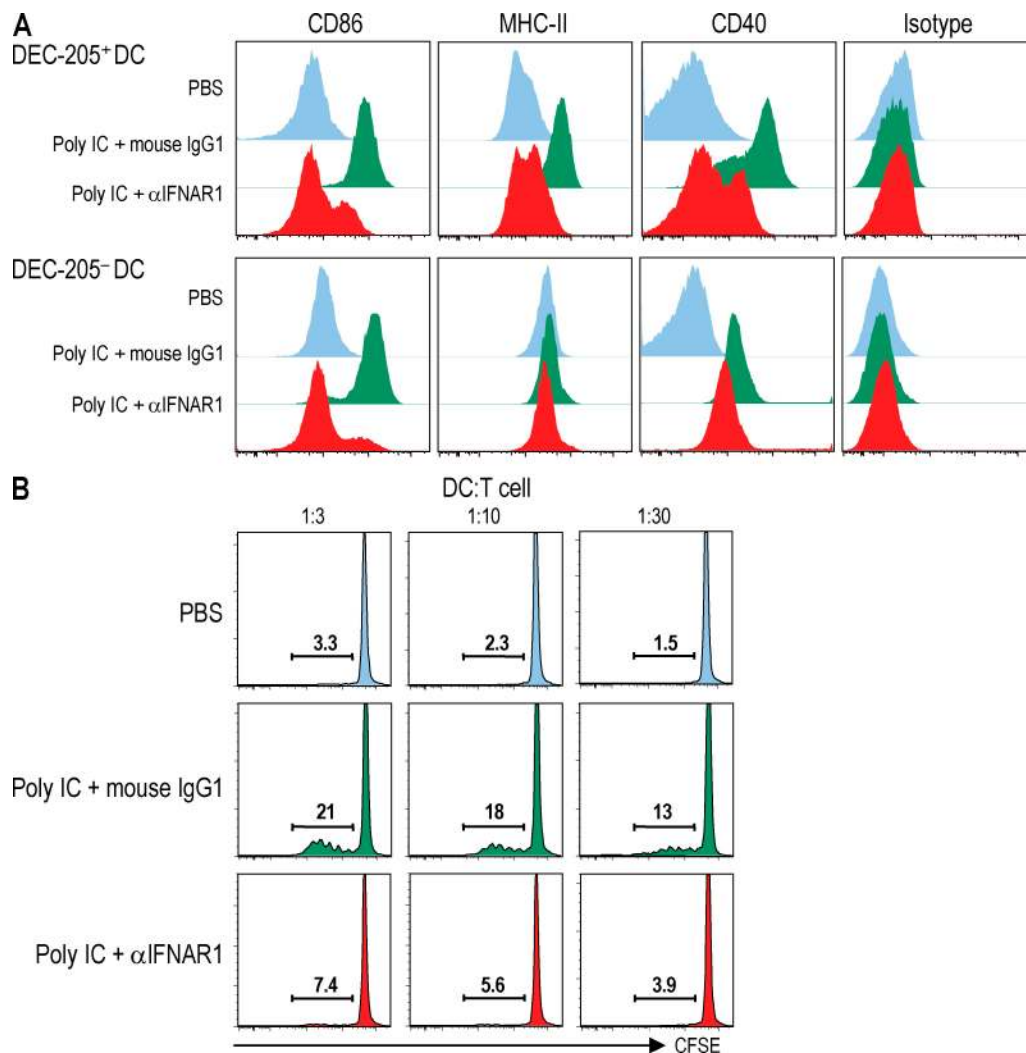 A
CD86 MHC-II CD40 Isotype
DEC-205⁺ DC
PBS
Poly IC + mouse IgG1
Poly IC + αIFNAR1
DEC-205⁻ DC
PBS
Poly IC + mouse IgG1
Poly IC + αIFNAR1
B
DC:T cell
1:3 1:10 1:30
PBS
3.3 2.3 1.5
Poly IC + mouse IgG1
21 18 13
Poly IC + αIFNAR1
7.4 5.6 3.9
CFSE